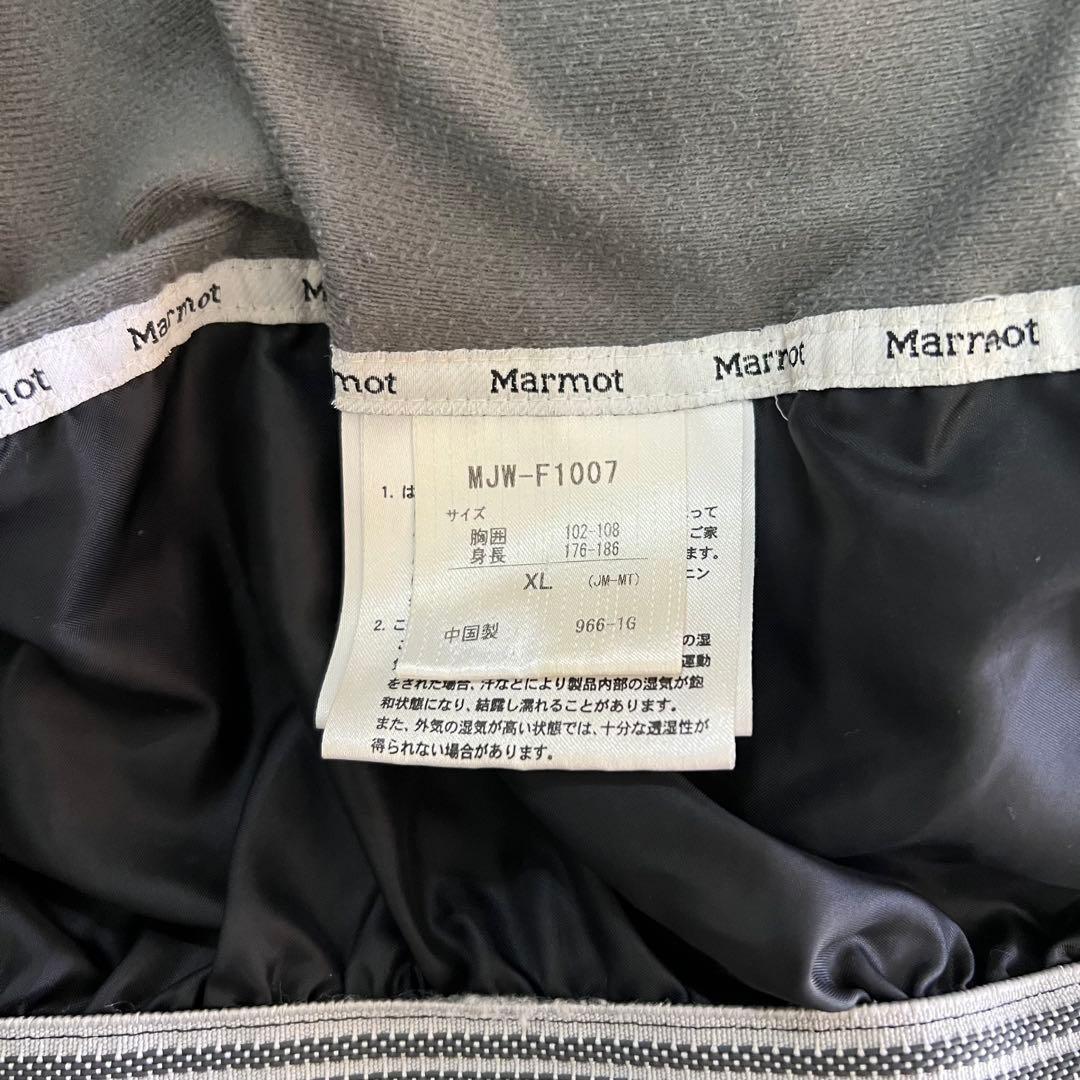 Marmot
M
not
mot
Marmot
Marmot
Marmot
MJW-F1007
サイズ
胸囲 102-108
身長 176-186
XL (JM-MT)
中国製 966-1G
1. は
って
ご家
ます。
ニン
2. こ
の湿
運動
をされた場合、汗などにより製品内部の湿気が飽
和状態になり、結露し濡れることがあります。
また、外気の湿気が高い状態では、十分な透湿性が
得られない場合があります。